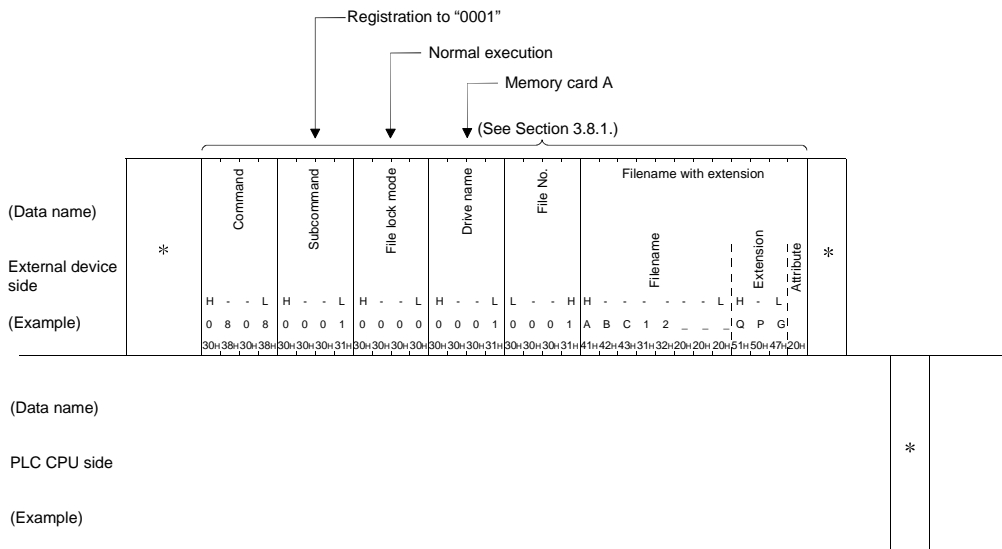 Registration to “0001”
Normal execution
Memory card A
(See Section 3.8.1.)
(Data name)
External device side
(Example)
*
Command
Subcommand
File lock mode
Drive name
File No.
Filename with extension
Filename
Extension
Attribute
*
H - - L H - - L H - - L H - - L L - - H H - - - - - - L H - L
0 8 0 8 0 0 0 1 0 0 0 0 0 0 0 1 0 0 0 1 A B C 1 2 _ _ _ Q P G
30H 38H 30H 38H 30H 30H 30H 31H 30H 30H 30H 30H 30H 30H 30H 31H 30H 30H 30H 31H 41H 42H 43H 31H 32H 20H 20H 20H 51H 50H 47H 20H
(Data name)
PLC CPU side
(Example)
*